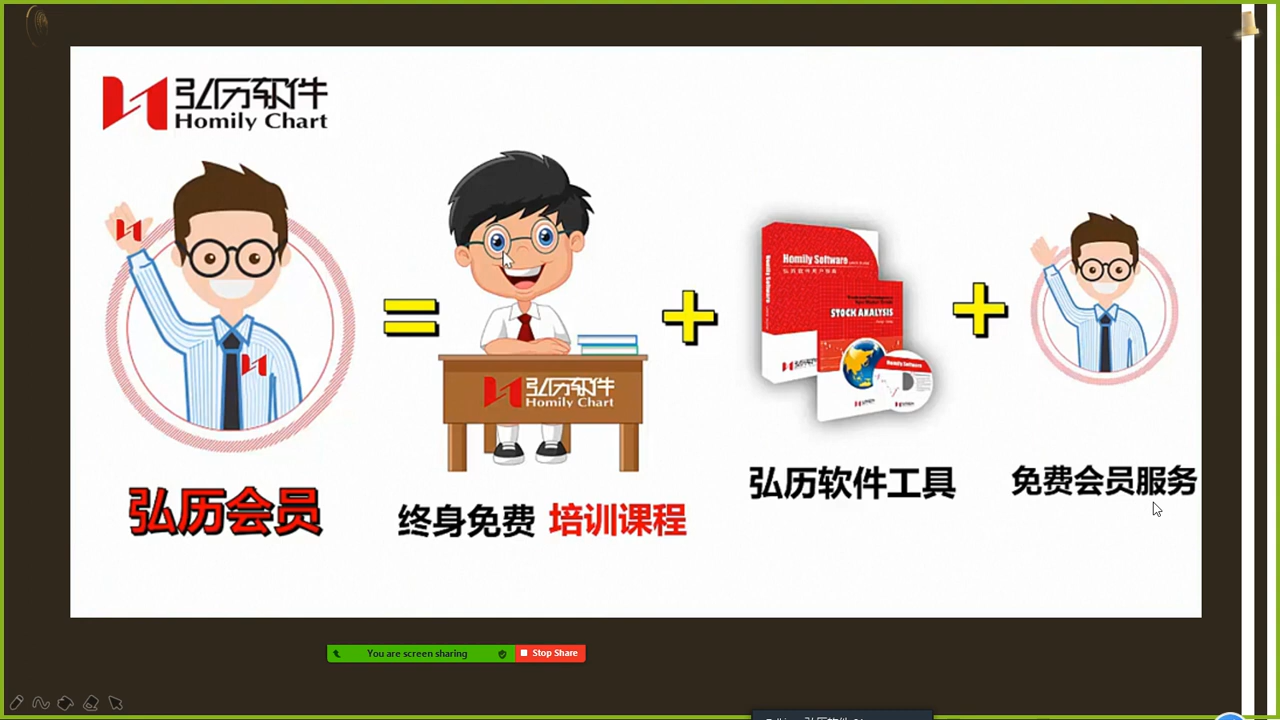 弘历软件
Homily Chart
Homily Software
STOCK ANALYSIS
Homily Software
弘历软件
Homily Chart
弘历软件工具
免费会员服务
弘历会员
终身免费 培训课程
You are screen sharing
Stop Share